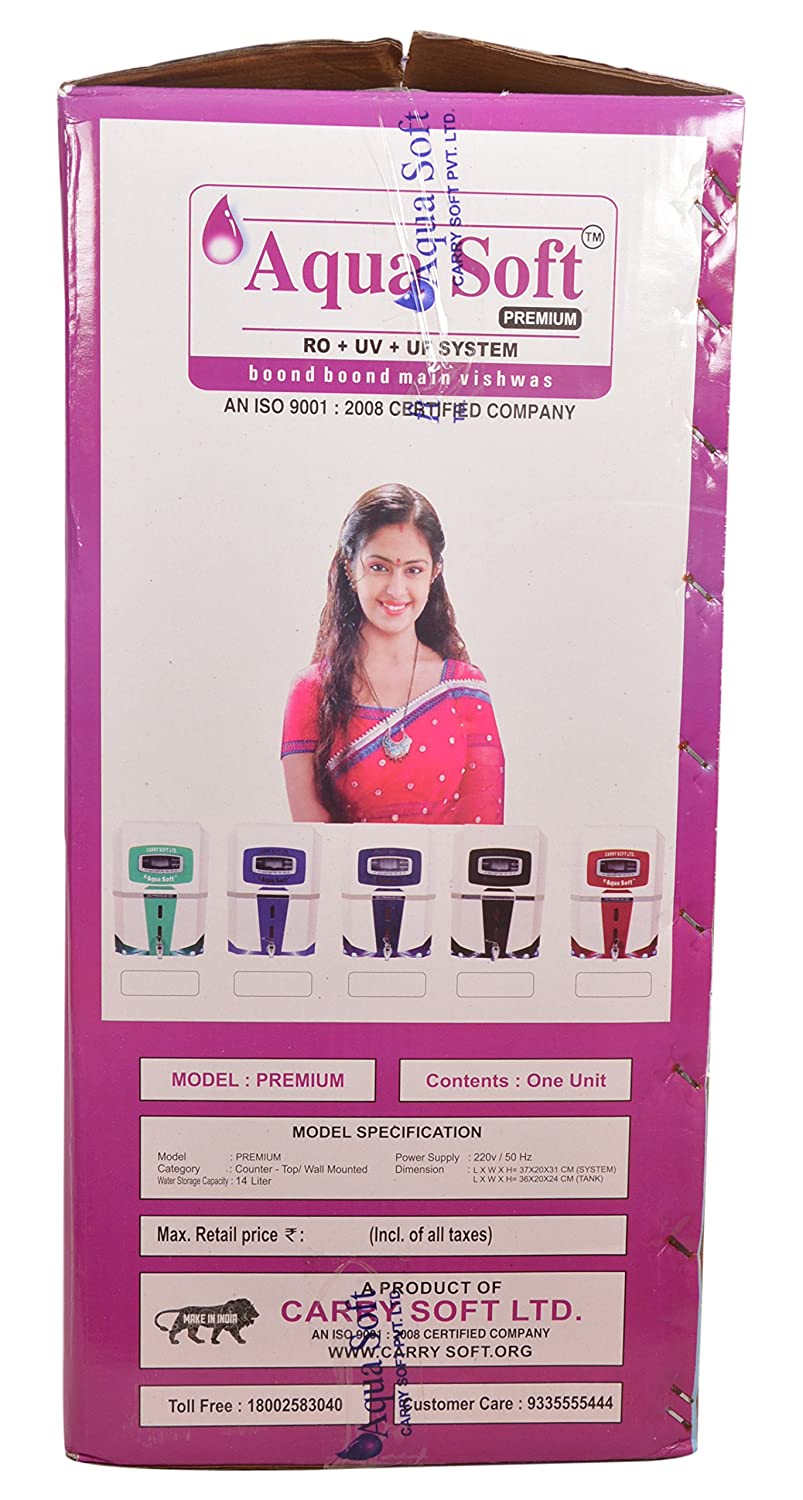 Aqua Soft
CARRY SOFT PVT. LTD.
Aqua Soft TM
PREMIUM
RO + UV + UF SYSTEM
boond boond main vishwas
AN ISO 9001 : 2008 CERTIFIED COMPANY
CARRY SOFT LTD.
Aqua Soft
CARRY SOFT LTD.
Aqua Soft
MODEL : PREMIUM
Contents : One Unit
MODEL SPECIFICATION
Model : PREMIUM
Category : Counter - Top/ Wall Mounted
Water Storage Capacity : 14 Liter
Power Supply : 220v / 50 Hz
Dimension : L X W X H= 37X20X31 CM (SYSTEM)
L X W X H= 36X20X24 CM (TANK)
Max. Retail price ₹ : (Incl. of all taxes)
MAKE IN INDIA
A PRODUCT OF
CARRY SOFT LTD.
AN ISO 9001 : 2008 CERTIFIED COMPANY
WWW.CARRY SOFT.ORG
Toll Free : 18002583040
Customer Care : 9335555444
Aqua Soft
CARRY SOFT PVT. LTD.